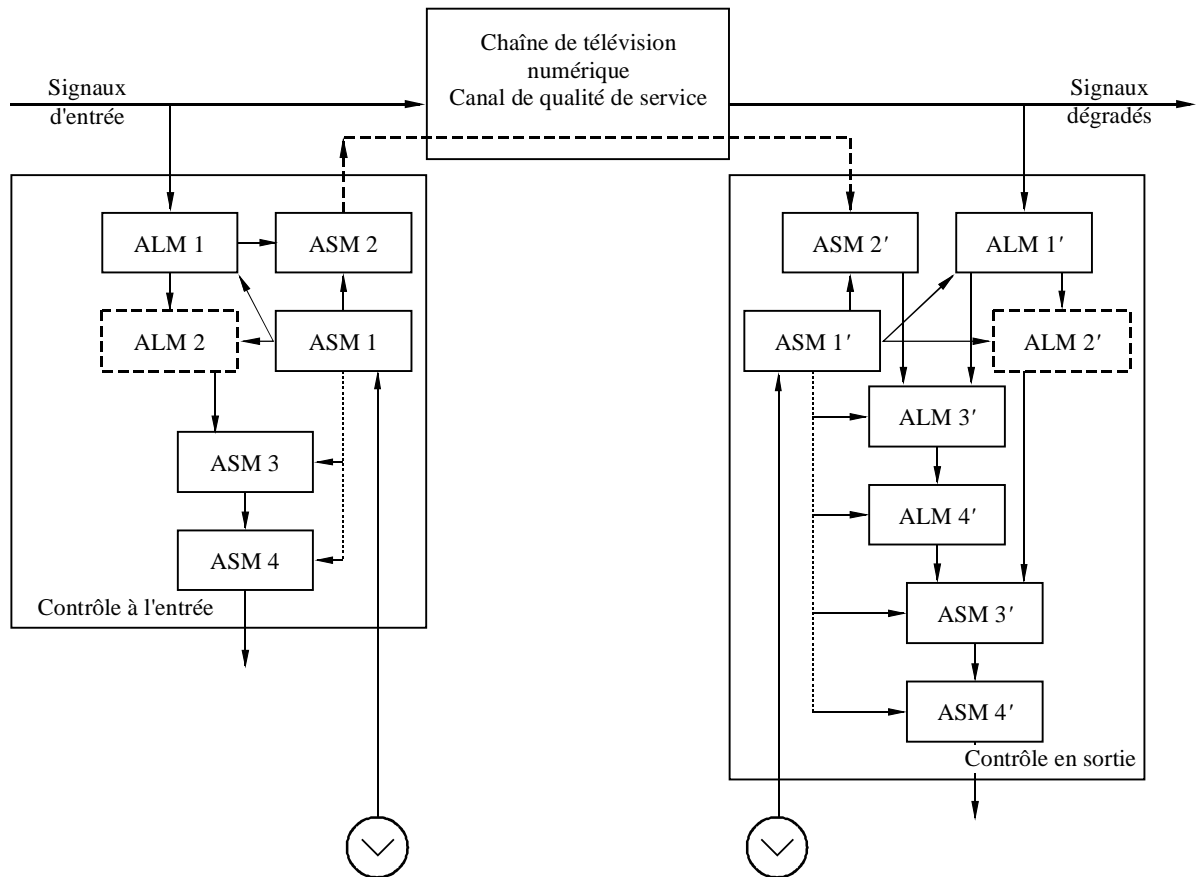 Chaîne de télévision
numérique
Canal de qualité de service
Signaux
d'entrée
Signaux
dégradés
ALM 1
ASM 2
ALM 2
ASM 1
ASM 3
ASM 4
Contrôle à l'entrée
ASM 2′
ALM 1′
ASM 1′
ALM 2′
ALM 3′
ALM 4′
ASM 3′
ASM 4′
Contrôle en sortie